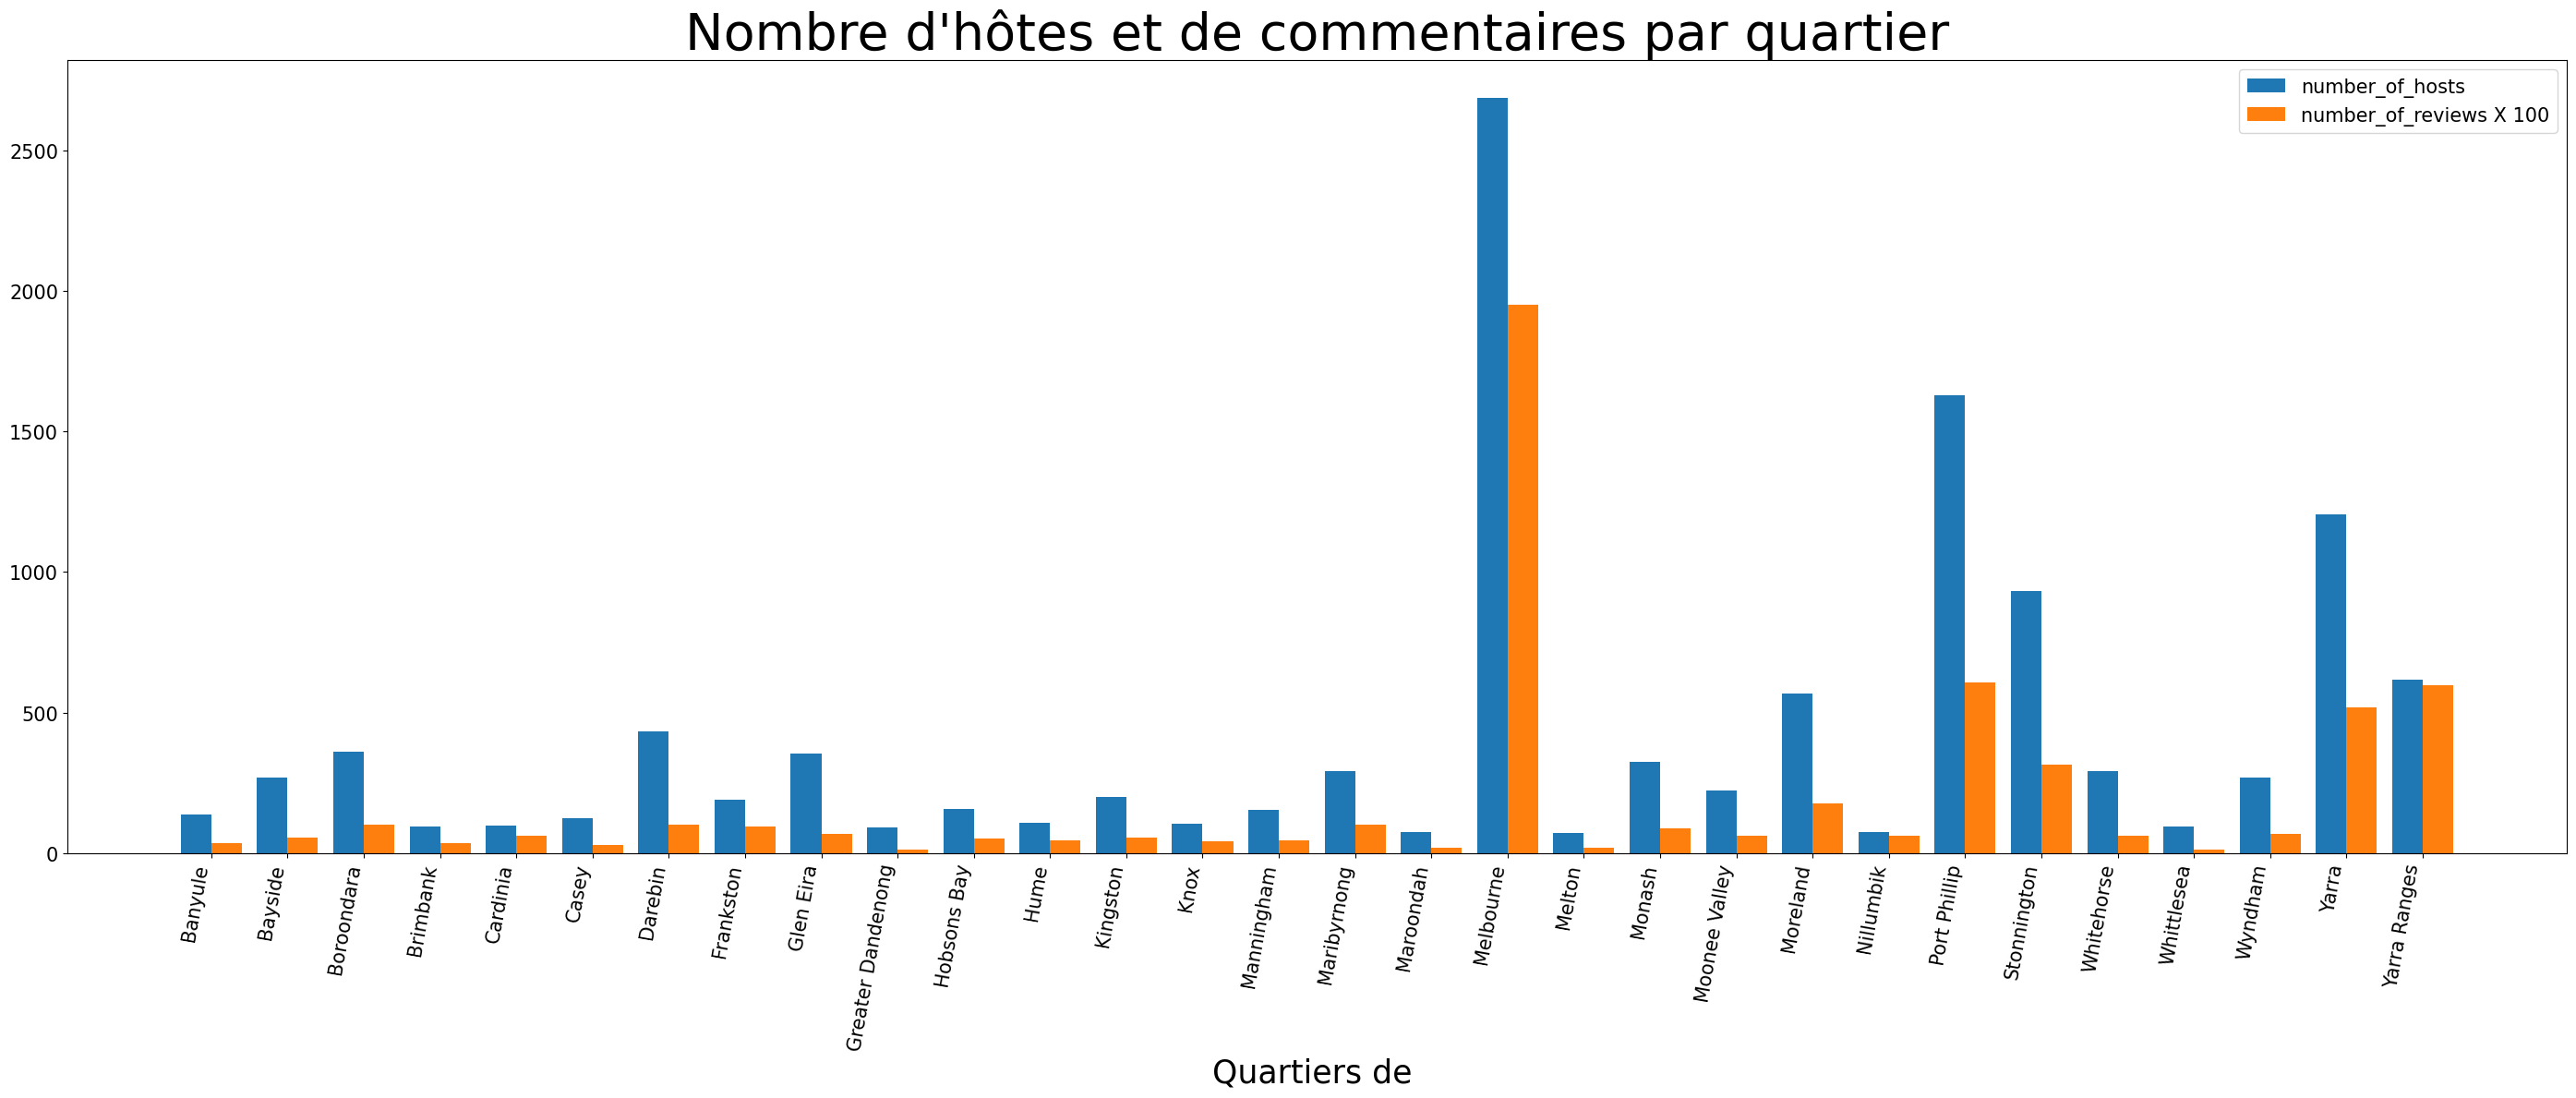 Nombre d'hôtes et de commentaires par quartier
number_of_hosts
number_of_reviews X 100
2500
2000
1500
1000
500
0
Banyule
Bayside
Boroondara
Brimbank
Cardinia
Casey
Darebin
Frankston
Glen Eira
Greater Dandenong
Hobsons Bay
Hume
Kingston
Knox
Manningham
Maribyrnong
Maroondah
Melbourne
Melton
Monash
Moonee Valley
Moreland
Nillumbik
Port Phillip
Stonnington
Whitehorse
Whittlesea
Wyndham
Yarra
Yarra Ranges
Quartiers de